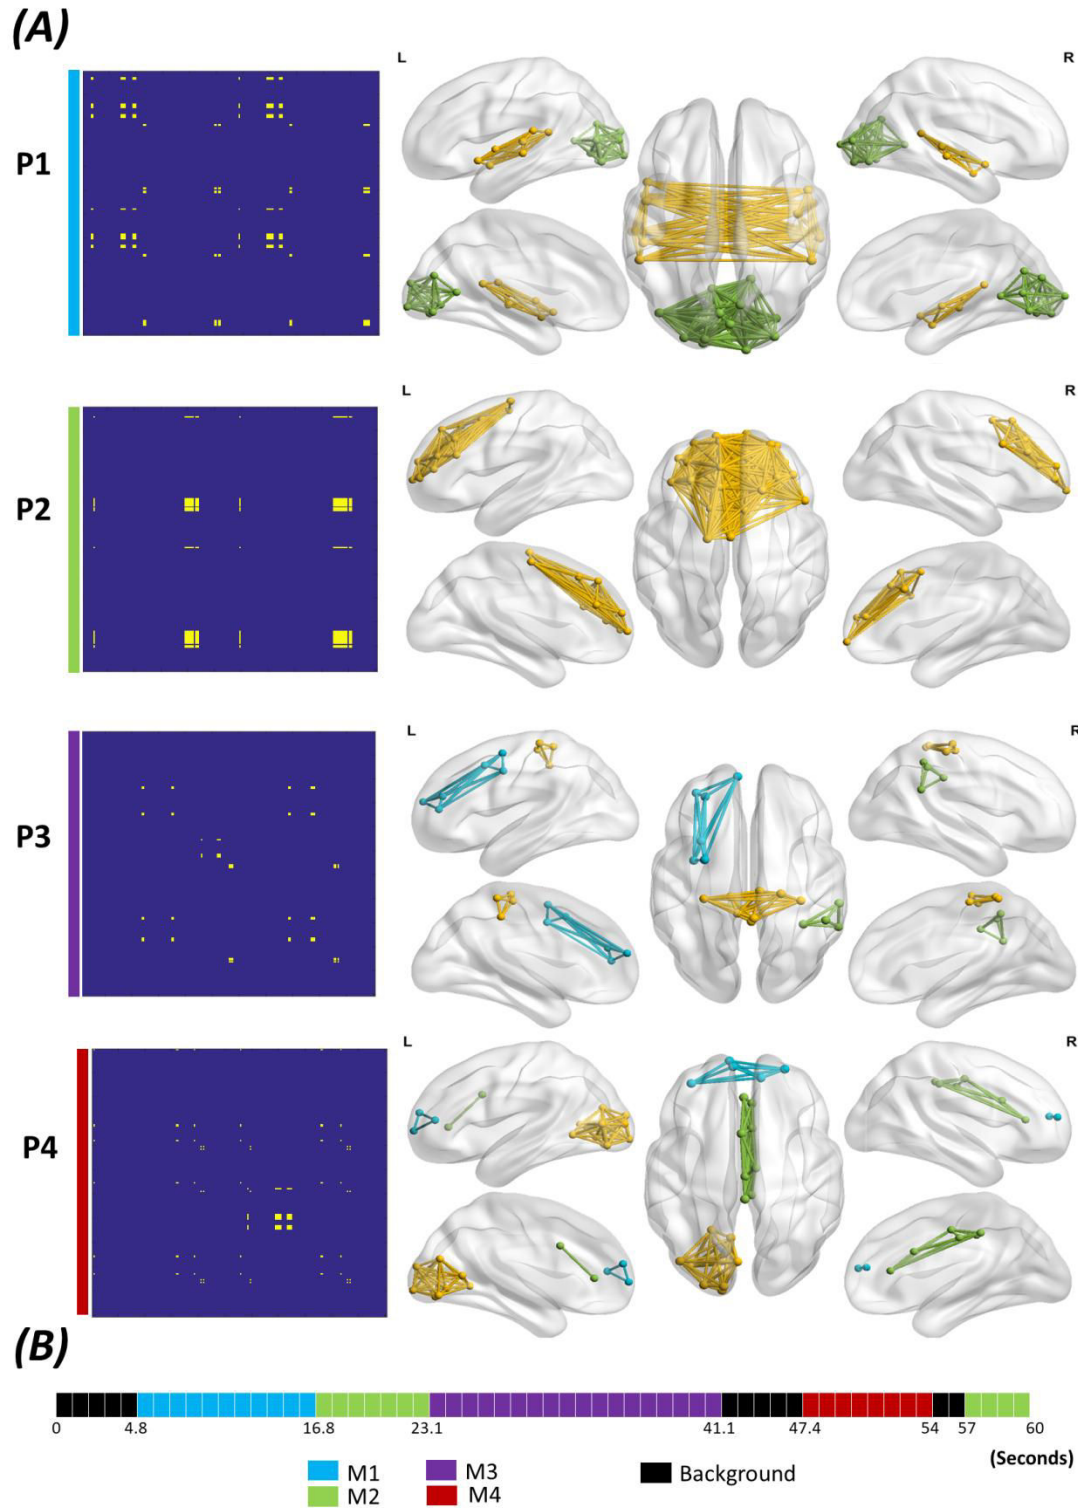 (A)
L R
P1
L R
P2
L R
P3
L R
P4
(B)
0 4.8 16.8 23.1 41.1 47.4 54 57 60
(Seconds)
M1 M3 Background
M2 M4